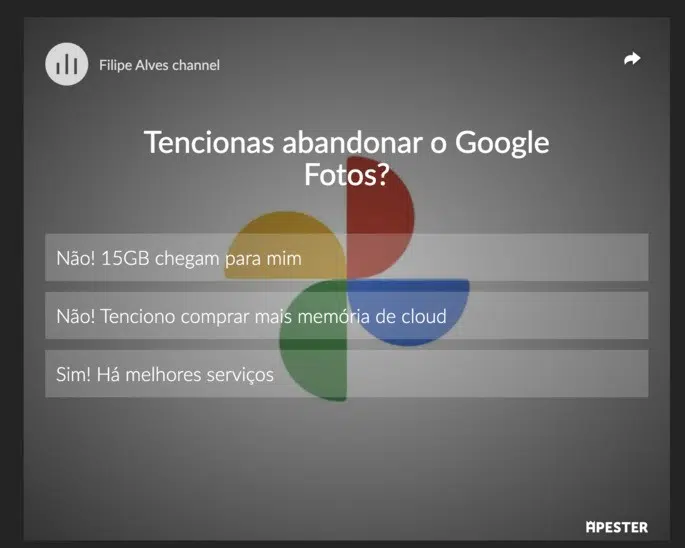 Filipe Alves channel
Tencionas abandonar o Google
Fotos?
Não! 15GB chegam para mim
Não! Tenciono comprar mais memória de cloud
Sim! Há melhores serviços
APESTER